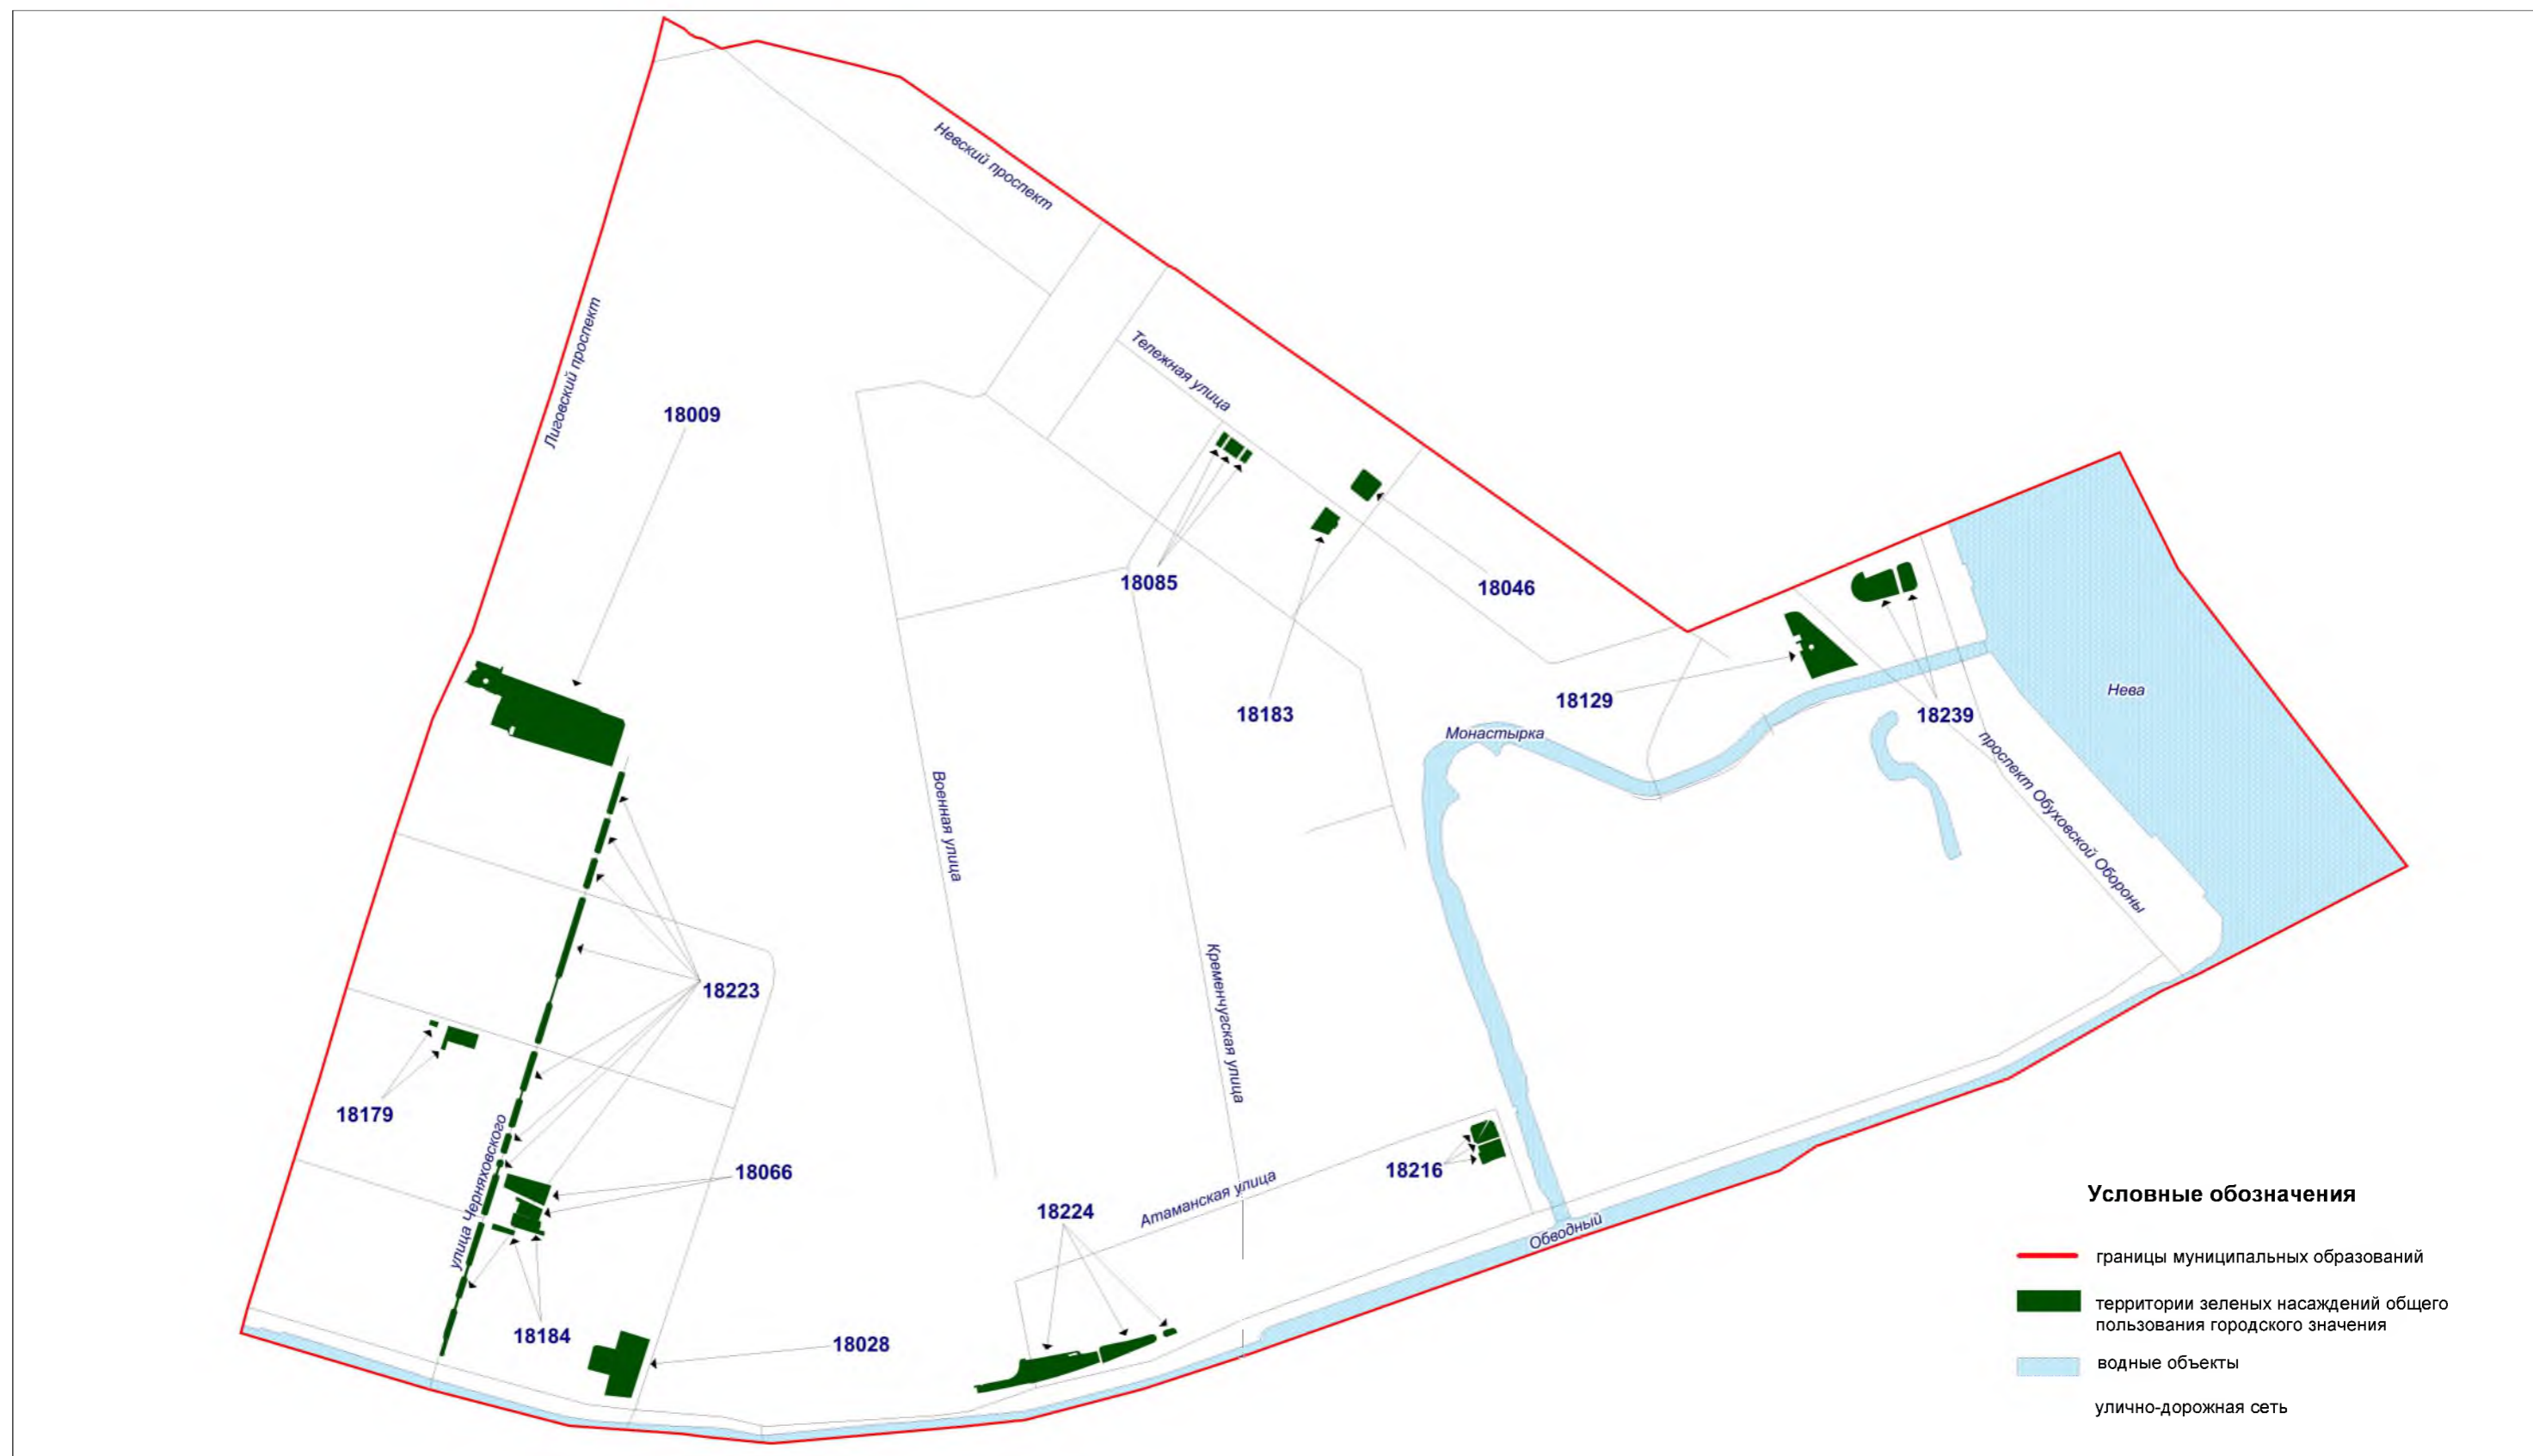 Невский проспект
Лиговский проспект
Тележная улица
18009
18085
18046
18183
18129
18239
Нева
Монастырка
проспект Обуховской Обороны
Военная улица
Кременчугская улица
18223
18179
улица Черняховского
18066
18216
Атаманская улица
18224
Обводный
18184
18028
Условные обозначения
границы муниципальных образований
территории зеленых насаждений общего
пользования городского значения
водные объекты
улично-дорожная сеть